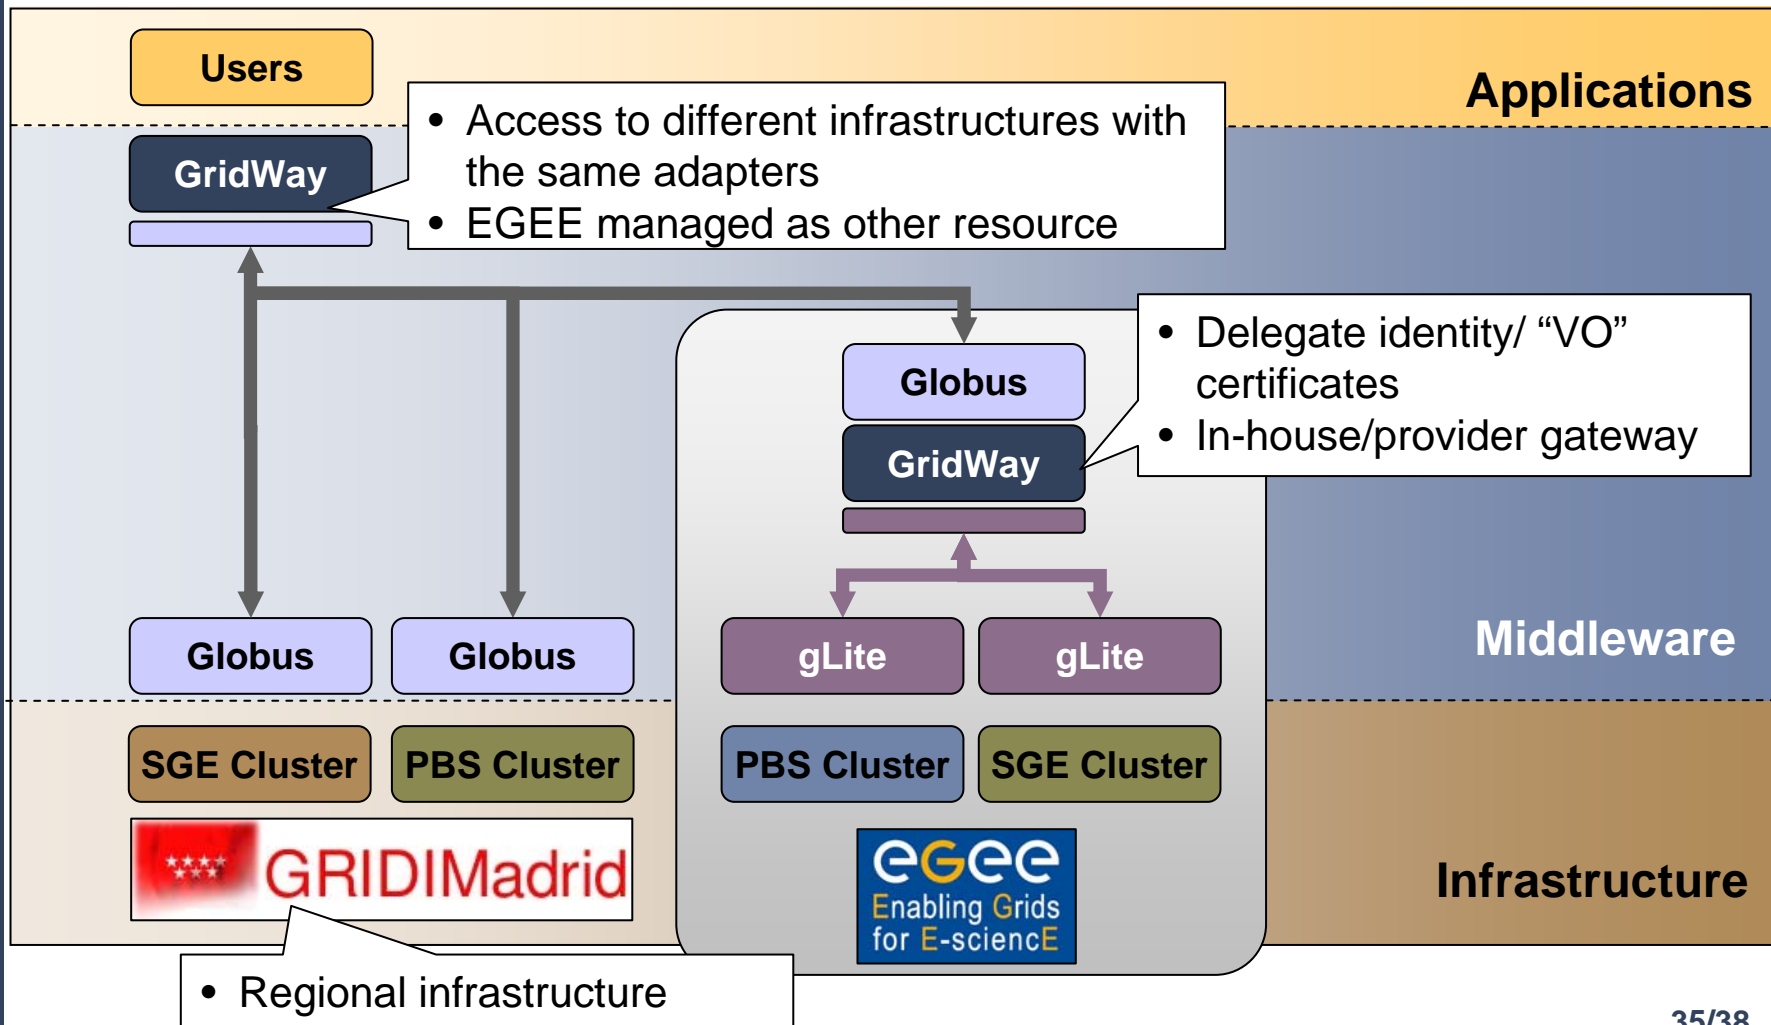 Users
Applications
• Access to different infrastructures with
the same adapters
• EGEE managed as other resource
GridWay
• Delegate identity/ “VO”
certificates
• In-house/provider gateway
Globus
GridWay
Globus
Globus
gLite
gLite
Middleware
SGE Cluster
PBS Cluster
PBS Cluster
SGE Cluster
GRIDIMadrid
egee
Enabling Grids
for E-sciencE
Infrastructure
• Regional infrastructure
35/38